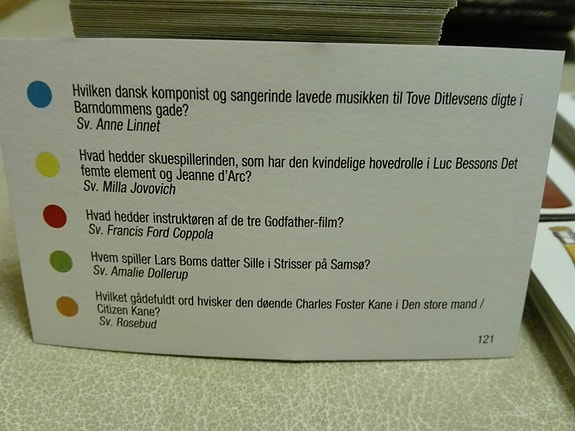 Hvilken dansk komponist og sangerinde lavede musikken til Tove Ditlevsens digte i
Barndommens gade?
Sv. Anne Linnet
Hvad hedder skuespillerinden, som har den kvindelige hovedrolle i Luc Bessons Det
femte element og Jeanne d'Arc?
Sv. Milla Jovovich
Hvad hedder instruktøren af de tre Godfather-film?
Sv. Francis Ford Coppola
Hvem spiller Lars Boms datter Sille i Strisser på Samsø?
Sv. Amalie Dollerup
Hvilket gådefuldt ord hvisker den døende Charles Foster Kane i Den store mand /
Citizen Kane?
Sv. Rosebud
121